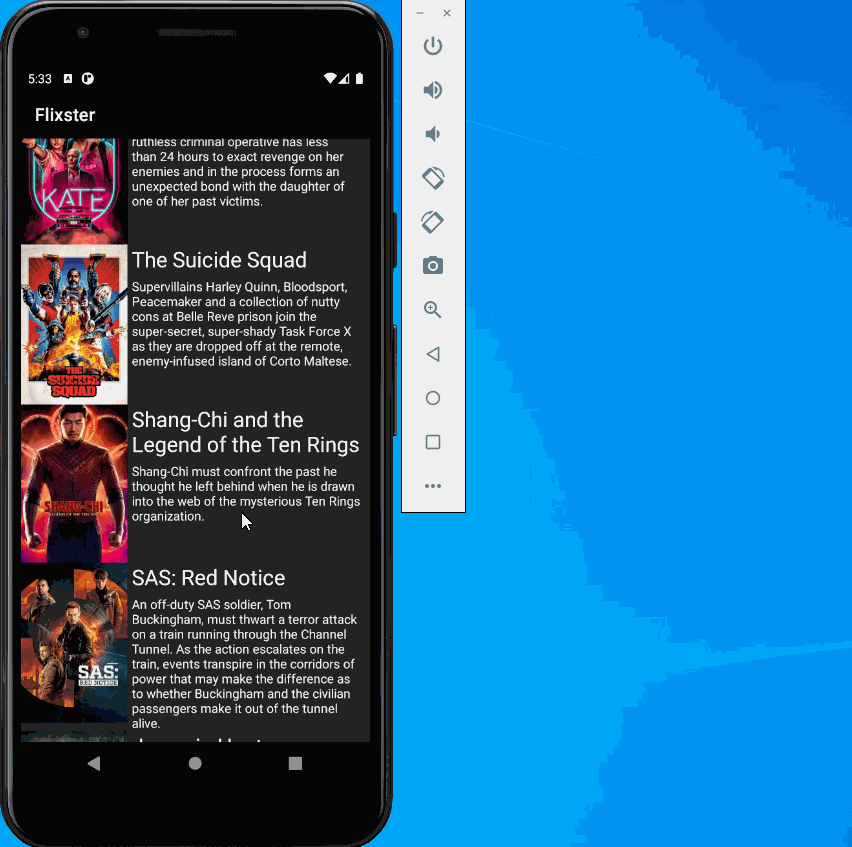 5:33
Flixster
ruthless criminal operative has less
than 24 hours to exact revenge on her
enemies and in the process forms an
unexpected bond with the daughter of
one of her past victims.
KATE
The Suicide Squad
Supervillains Harley Quinn, Bloodsport,
Peacemaker and a collection of nutty
cons at Belle Reve prison join the
super-secret, super-shady Task Force X
as they are dropped off at the remote,
enemy-infused island of Corto Maltese.
THE
SUICIDE
SQUAD
Shang-Chi and the
Legend of the Ten Rings
Shang-Chi must confront the past he
thought he left behind when he is drawn
into the web of the mysterious Ten Rings
organization.
SHANG-CHI
SAS: Red Notice
An off-duty SAS soldier, Tom
Buckingham, must thwart a terror attack
on a train running through the Channel
Tunnel. As the action escalates on the
train, events transpire in the corridors of
power that may make the difference as
to whether Buckingham and the civilian
passengers make it out of the tunnel
alive.
SAS:
RED NOTICE